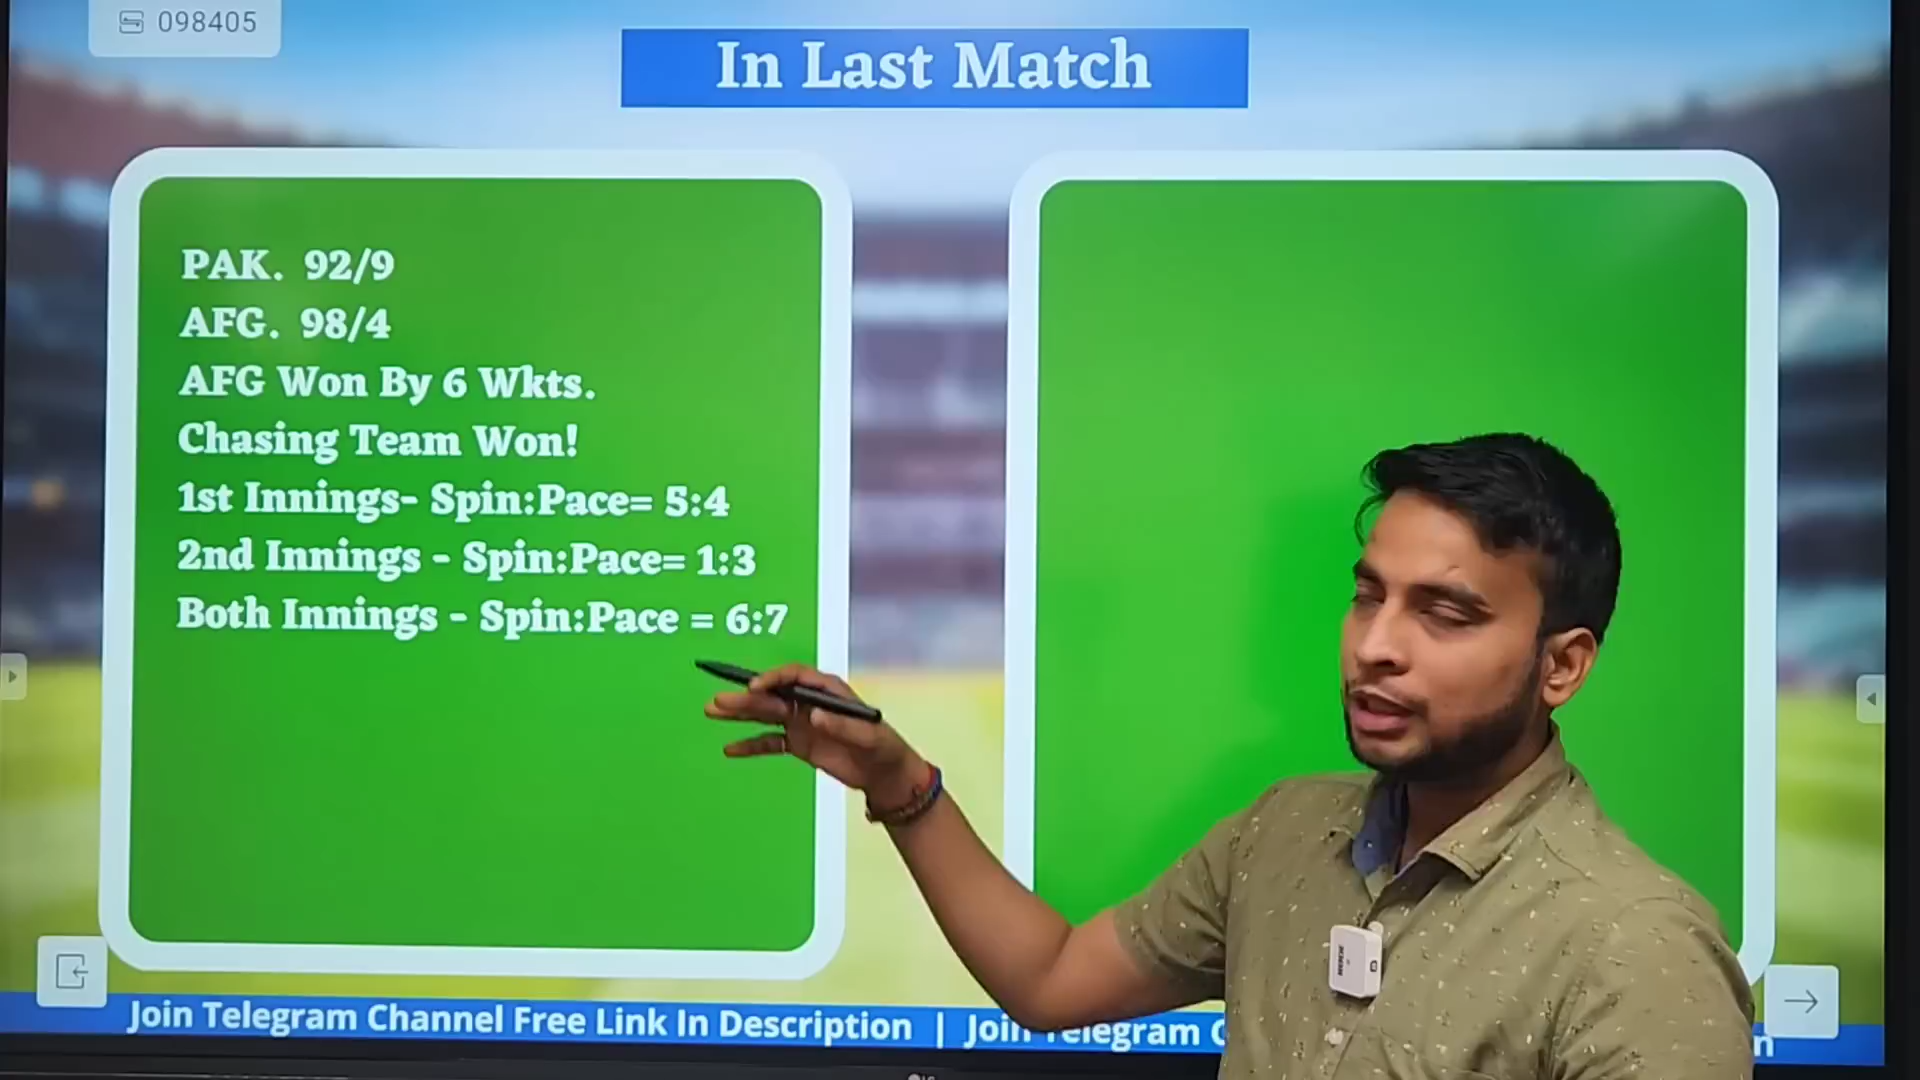 098405
In Last Match
PAK. 92/9
AFG. 98/4
AFG Won By 6 Wkts.
Chasing Team Won!
1st Innings- Spin:Pace= 5:4
2nd Innings - Spin:Pace= 1:3
Both Innings - Spin:Pace = 6:7
Join Telegram Channel Free Link In Description | Join Telegram